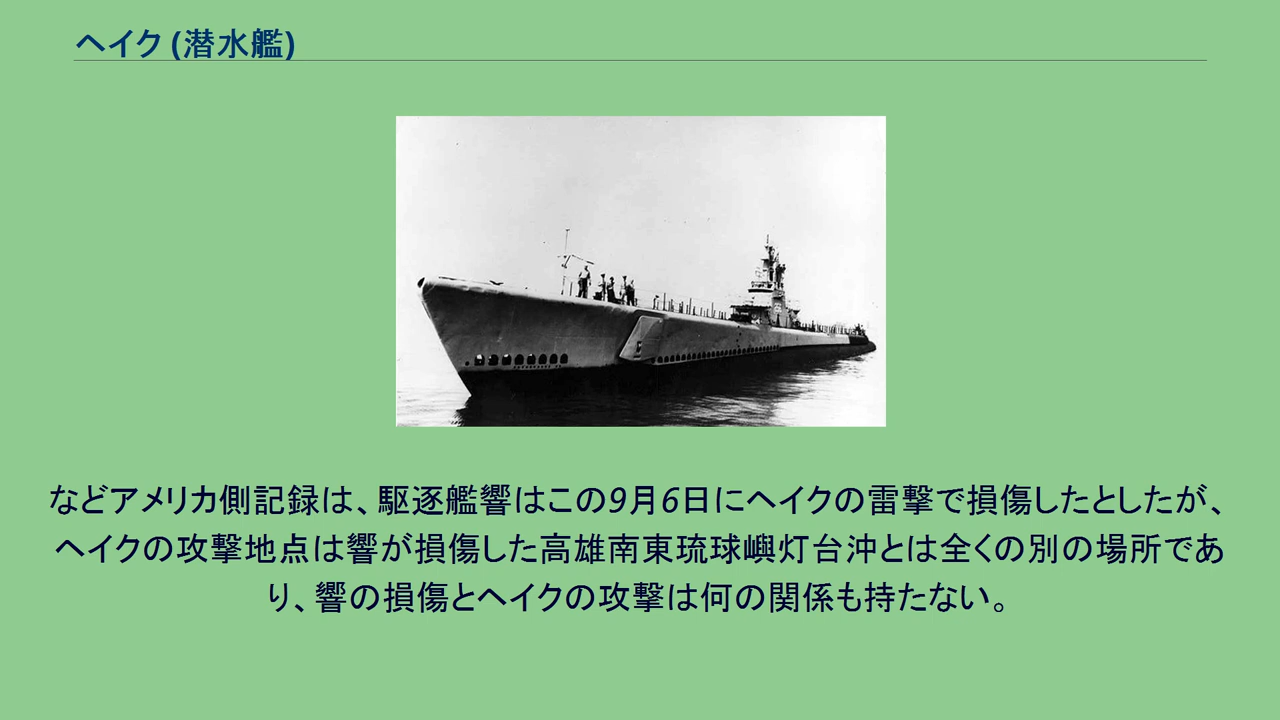 ヘイク (潜水艦)
などアメリカ側記録は、駆逐艦響はこの9月6日にヘイクの雷撃で損傷したとしたが、
ヘイクの攻撃地点は響が損傷した高雄南東琉球嶼灯台沖とは全くの別の場所であ
り、響の損傷とヘイクの攻撃は何の関係も持たない。